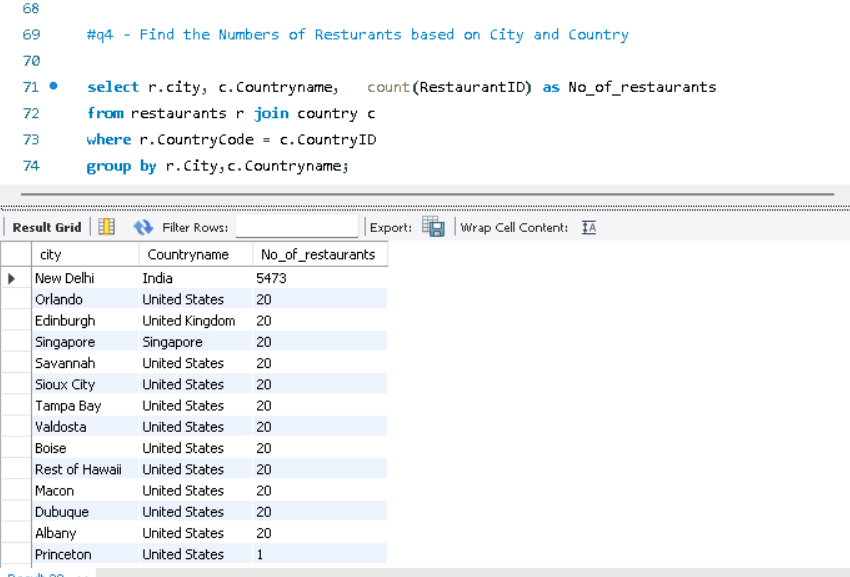 68
69 #q4 - Find the Numbers of Resturants based on City and Country
70
71 select r.city, c.Countryname, count(RestaurantID) as No_of_restaurants
72 from restaurants r join country c
73 where r.CountryCode = c.CountryID
74 group by r.City,c.Countryname;
Result Grid Filter Rows: Export: Wrap Cell Content: IA
city Countryname No_of_restaurants
New Delhi India 5473
Orlando United States 20
Edinburgh United Kingdom 20
Singapore Singapore 20
Savannah United States 20
Sioux City United States 20
Tampa Bay United States 20
Valdosta United States 20
Boise United States 20
Rest of Hawaii United States 20
Macon United States 20
Dubuque United States 20
Albany United States 20
Princeton United States 1